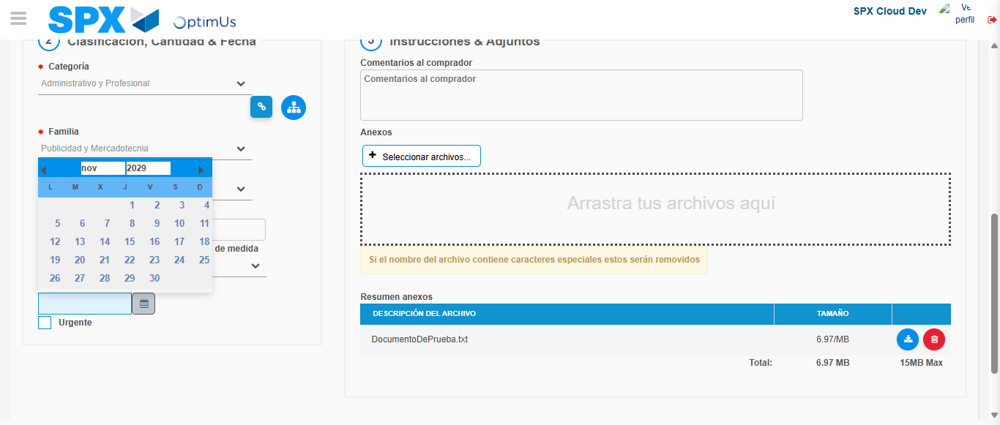 SPX
OptimUs
SPX Cloud Dev
Ve
perfil
2 Clasificación, Cantidad & Fecha
* Categoría
Administrativo y Profesional
* Familia
Publicidad y Mercadotecnia
nov 2029
L M X J V S D
1 2 3 4
5 6 7 8 9 10 11
12 13 14 15 16 17 18
19 20 21 22 23 24 25
26 27 28 29 30
de medida
Urgente
Instrucciones & Adjuntos
Comentarios al comprador
Comentarios al comprador
Anexos
+ Seleccionar archivos...
Arrastra tus archivos aquí
Si el nombre del archivo contiene caracteres especiales estos serán removidos
Resumen anexos
DESCRIPCIÓN DEL ARCHIVO TAMAÑO
DocumentoDePrueba.txt 6.97/MB
Total: 6.97 MB 15MB Max